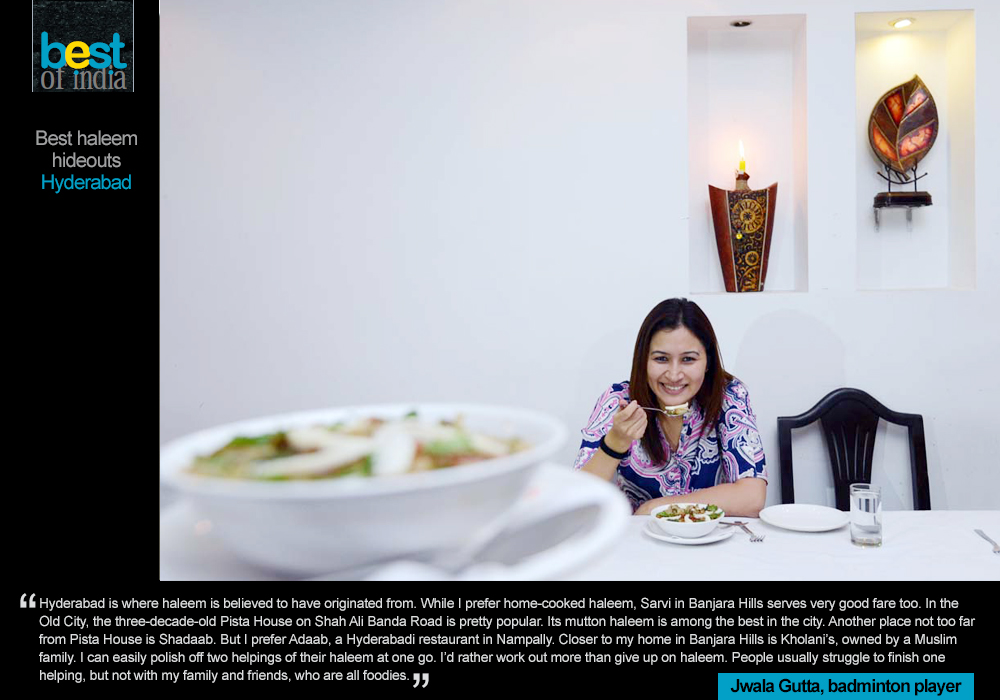 best
of india
Best haleem
hideouts
Hyderabad
“Hyderabad is where haleem is believed to have originated from. While I prefer home-cooked haleem, Sarvi in Banjara Hills serves very good fare too. In the
Old City, the three-decade-old Pista House on Shah Ali Banda Road is pretty popular. Its mutton haleem is among the best in the city. Another place not too far
from Pista House is Shadaab. But I prefer Adaab, a Hyderabadi restaurant in Nampally. Closer to my home in Banjara Hills is Kholani’s, owned by a Muslim
family. I can easily polish off two helpings of their haleem at one go. I’d rather work out more than give up on haleem. People usually struggle to finish one
helping, but not with my family and friends, who are all foodies.”
Jwala Gutta, badminton player